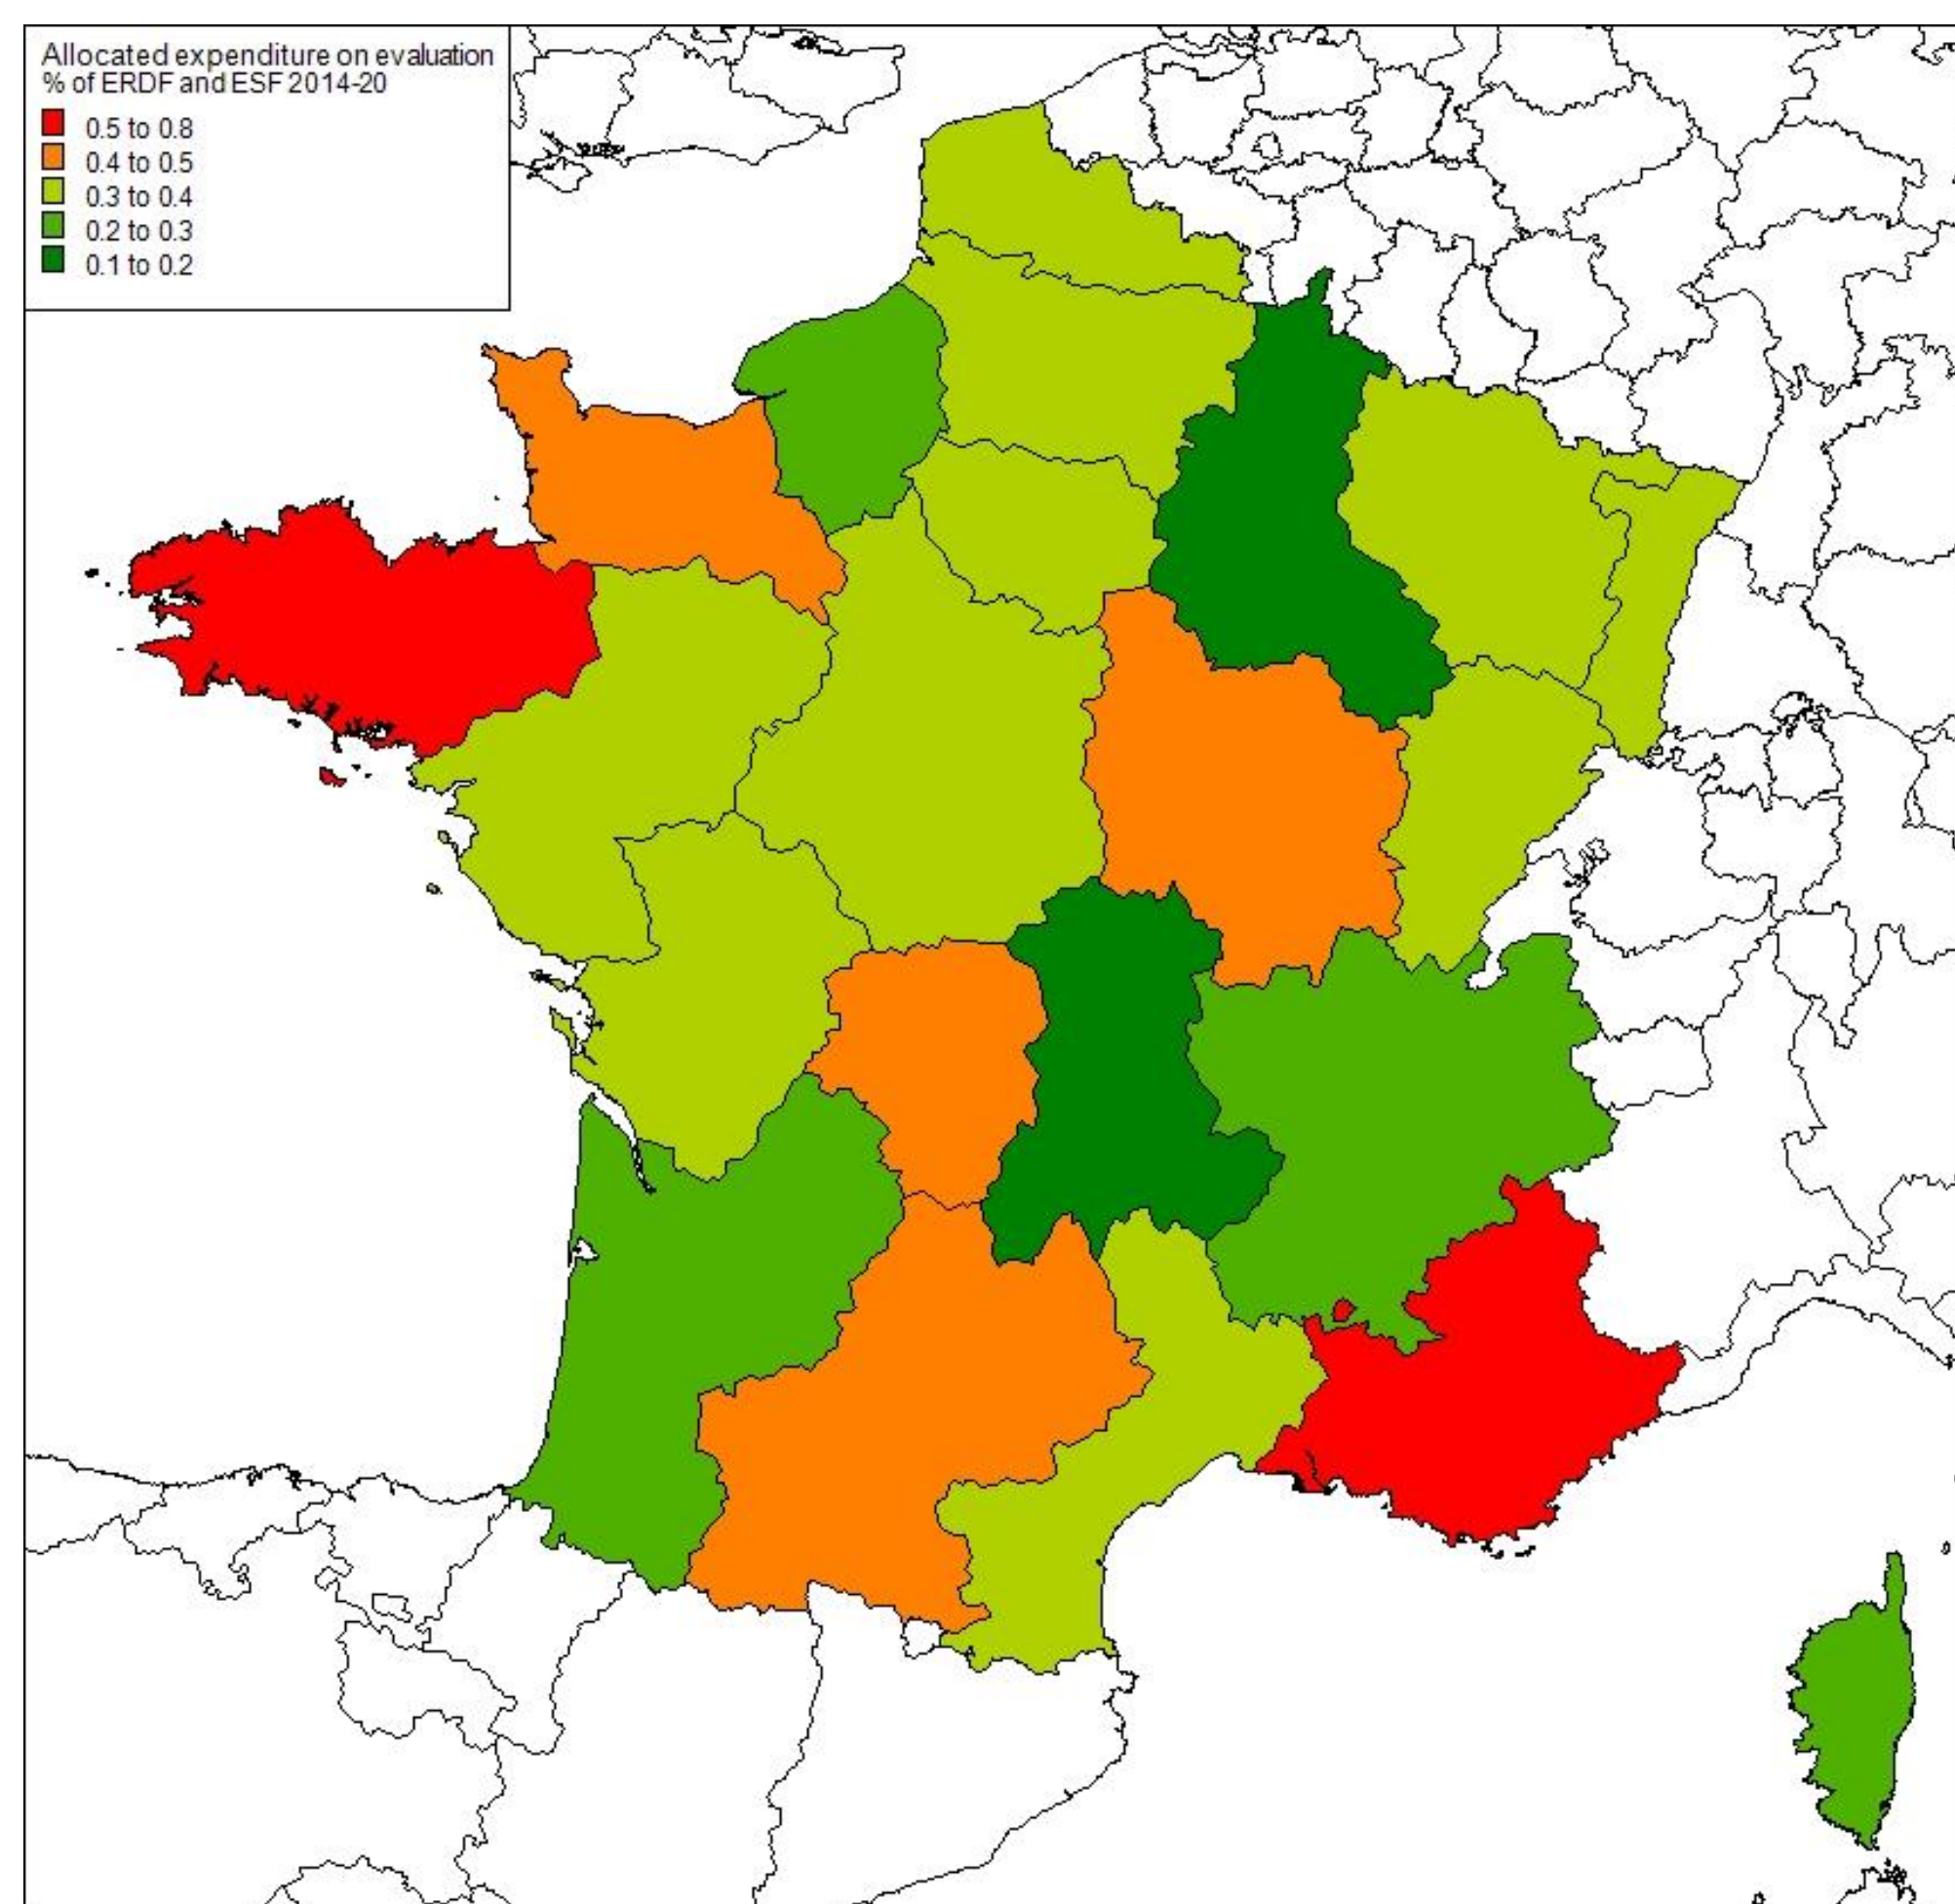 Allocated expenditure on evaluation
% of ERDF and ESF 2014-20
0.5 to 0.8
0.4 to 0.5
0.3 to 0.4
0.2 to 0.3
0.1 to 0.2